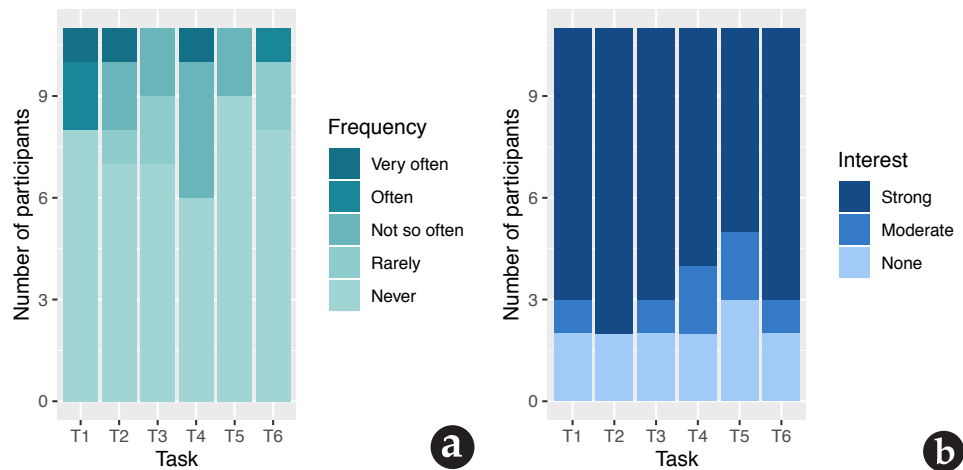 Number of participants
9
6
3
0
T1 T2 T3 T4 T5 T6
Task
Frequency
Very often
Often
Not so often
Rarely
Never
a
Number of participants
9
6
3
0
T1 T2 T3 T4 T5 T6
Task
Interest
Strong
Moderate
None
b